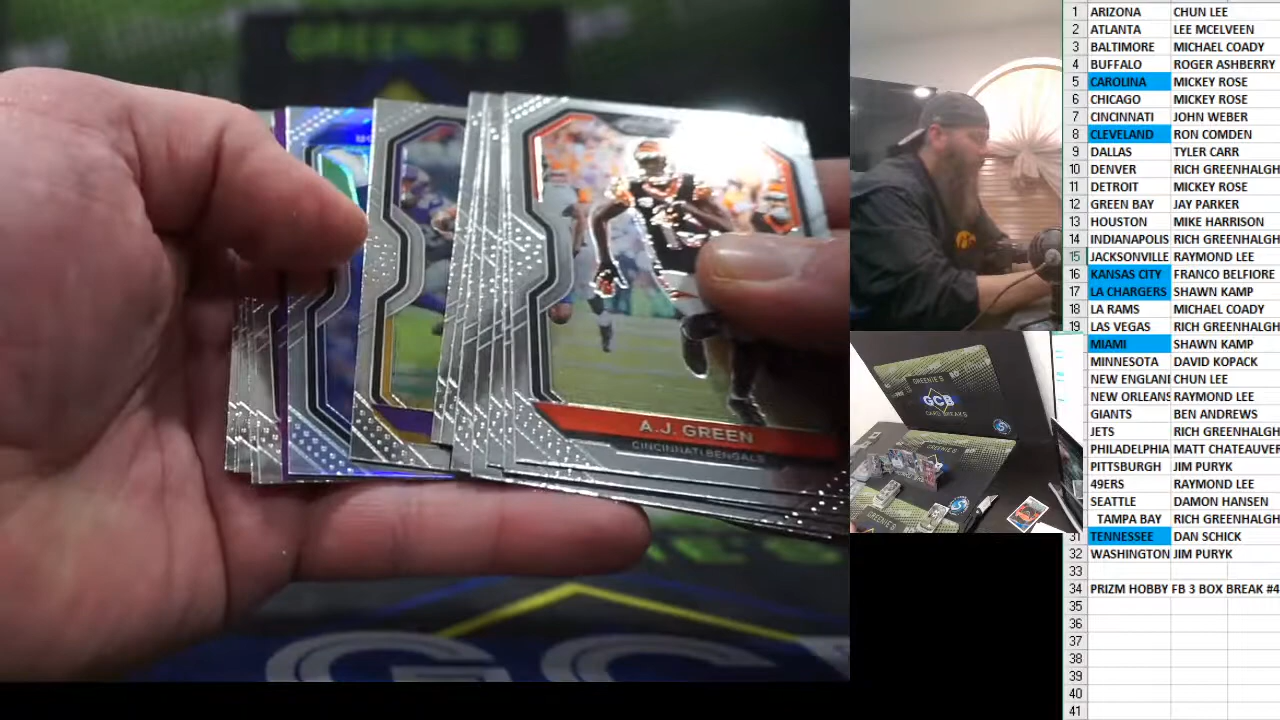 A.J. GREEN
CINCINNATI BENGALS
GREENIE'S
GCB
CARD BREAKS
GREENIE'S
1 ARIZONA CHUN LEE
2 ATLANTA LEE MCELVEEN
3 BALTIMORE MICHAEL COADY
4 BUFFALO ROGER ASHBERRY
5 CAROLINA MICKEY ROSE
6 CHICAGO MICKEY ROSE
7 CINCINNATI JOHN WEBER
8 CLEVELAND RON COMDEN
9 DALLAS TYLER CARR
10 DENVER RICH GREENHALGH
11 DETROIT MICKEY ROSE
12 GREEN BAY JAY PARKER
13 HOUSTON MIKE HARRISON
14 INDIANAPOLIS RICH GREENHALGH
15 JACKSONVILLE RAYMOND LEE
16 KANSAS CITY FRANCO BELFIORE
17 LA CHARGERS SHAWN KAMP
18 LA RAMS MICHAEL COADY
19 LAS VEGAS RICH GREENHALGH
MIAMI SHAWN KAMP
MINNESOTA DAVID KOPACK
NEW ENGLAND CHUN LEE
NEW ORLEANS RAYMOND LEE
GIANTS BEN ANDREWS
JETS RICH GREENHALGH
PHILADELPHIA MATT CHATEAUVER
PITTSBURGH JIM PURYK
49ERS RAYMOND LEE
SEATTLE DAMON HANSEN
TAMPA BAY RICH GREENHALGH
31 TENNESSEE DAN SCHICK
32 WASHINGTON JIM PURYK
33
34 PRIZM HOBBY FB 3 BOX BREAK #4
35
36
37
38
39
40
41